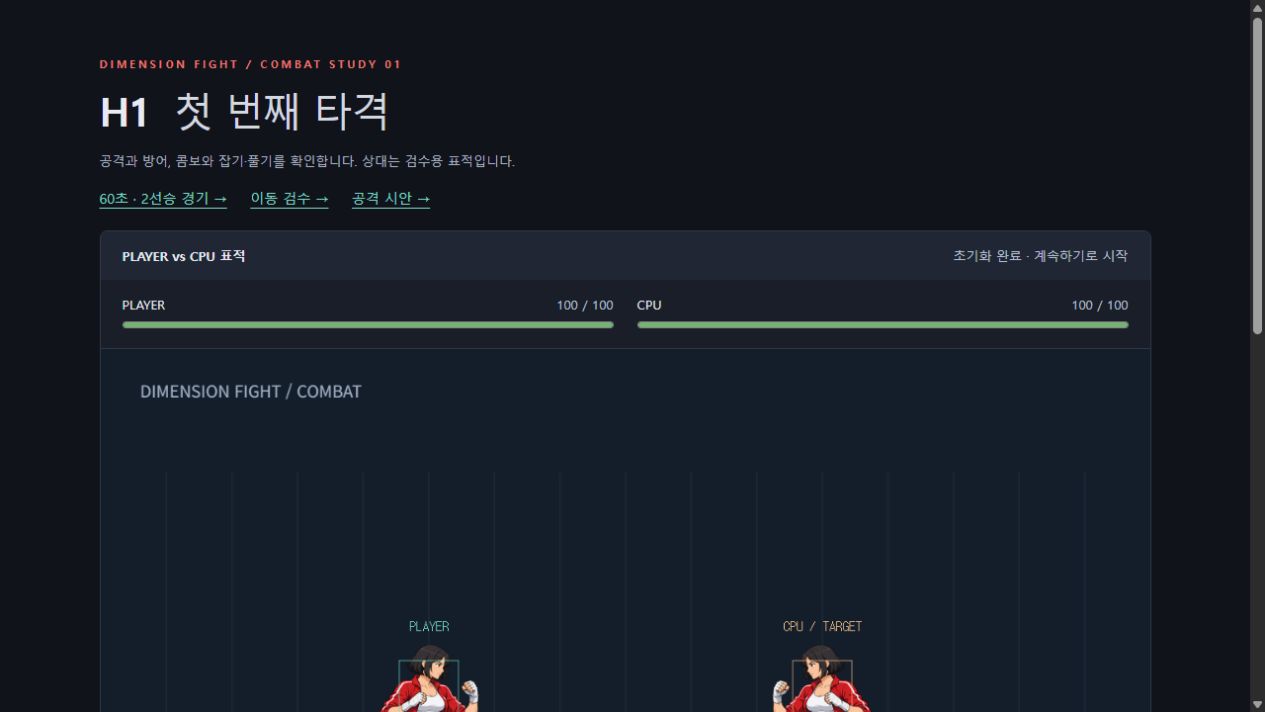 DIMENSION FIGHT / COMBAT STUDY 01
H1 첫 번째 타격
공격과 방어, 콤보와 잡기·풀기를 확인합니다. 상대는 검수용 표적입니다.
60초 · 2선승 경기 → 이동 검수 → 공격 시안 →
PLAYER vs CPU 표적 초기화 완료 · 계속하기로 시작
PLAYER 100 / 100 CPU 100 / 100
DIMENSION FIGHT / COMBAT
PLAYER CPU / TARGET